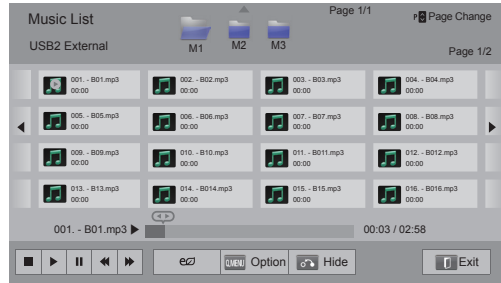 Music List
Page 1/1
P Page Change
USB2 External
M1 M2 M3
Page 1/2
001. - B01.mp3
00:00
002. - B02.mp3
00:00
003. - B03.mp3
00:00
004. - B04.mp3
00:00
005. - B05.mp3
00:00
006. - B06.mp3
00:00
007. - B07.mp3
00:00
008. - B08.mp3
00:00
009. - B09.mp3
00:00
010. - B10.mp3
00:00
011. - B011.mp3
00:00
012. - B012.mp3
00:00
013. - B13.mp3
00:00
014. - B014.mp3
00:00
015. - B15.mp3
00:00
016. - B016.mp3
00:00
001. - B01.mp3
00:03 / 02:58
Q.MENU Option
Hide
Exit